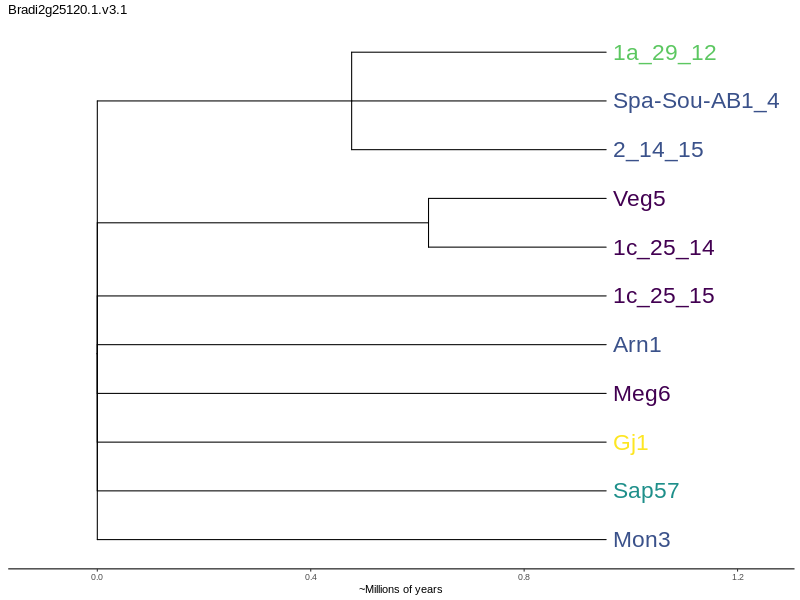 Bradi2g25120.1.v3.1
1a_29_12
Spa-Sou-AB1_4
2_14_15
Veg5
1c_25_14
1c_25_15
Arn1
Meg6
Gj1
Sap57
Mon3
0.0 0.4 0.8 1.2
~Millions of years